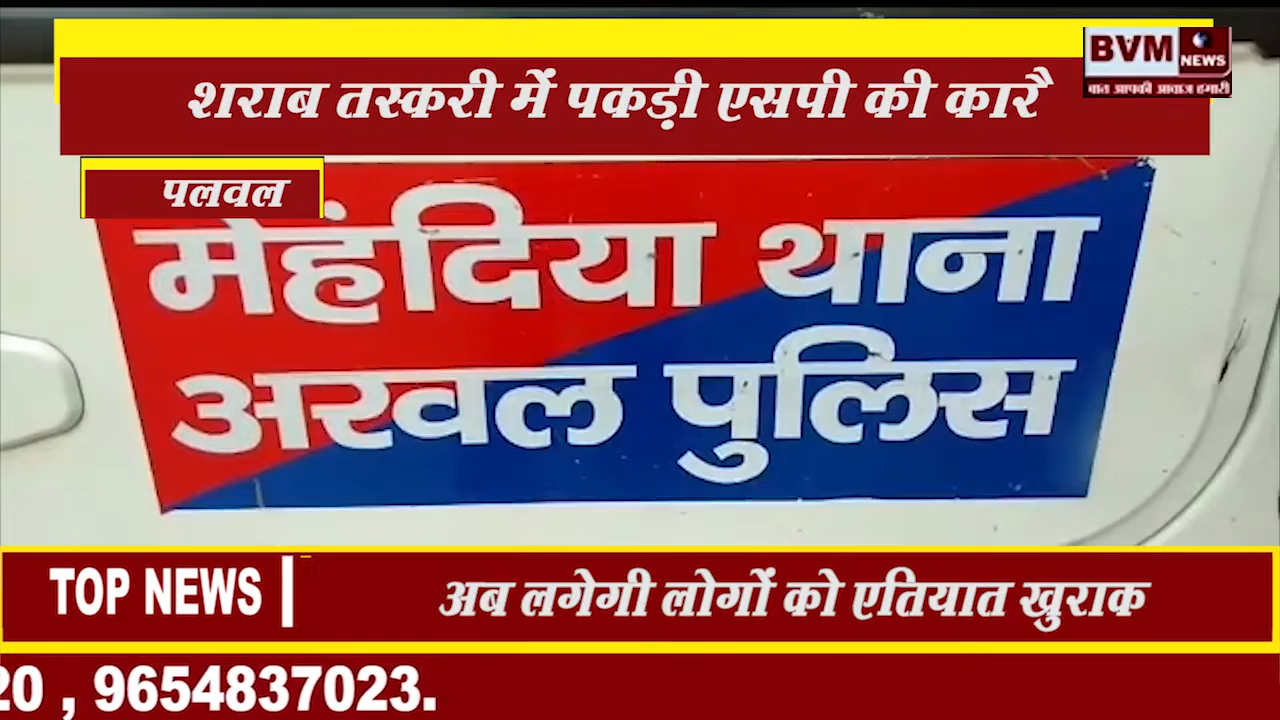 BVM NEWS
बात आपकी आवाज हमारी
शराब तस्करी में पकड़ी एसपी की कारै
पलवल
मेहंदिया थाना
अरवल पुलिस
TOP NEWS
अब लगेगी लोगों को एतियात खुराक
20 , 9654837023.